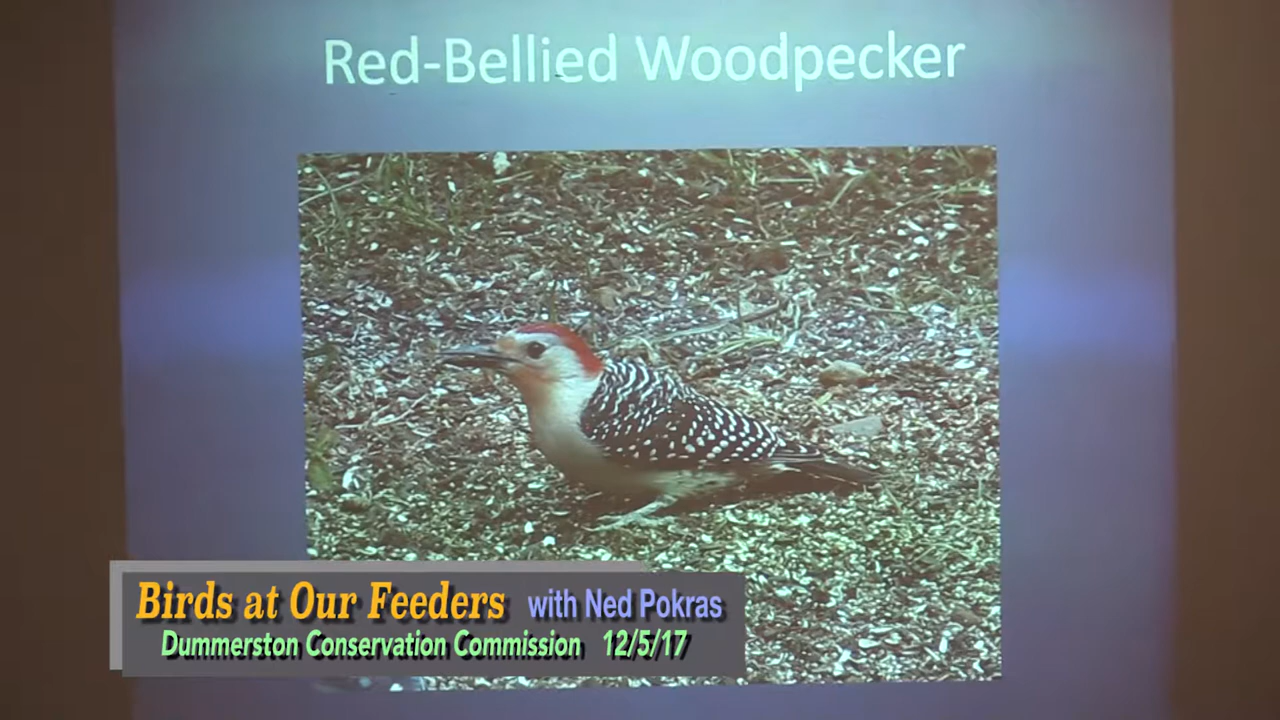 Red-Bellied Woodpecker
Birds at Our Feeders with Ned Pokras
Dummerston Conservation Commission 12/5/17